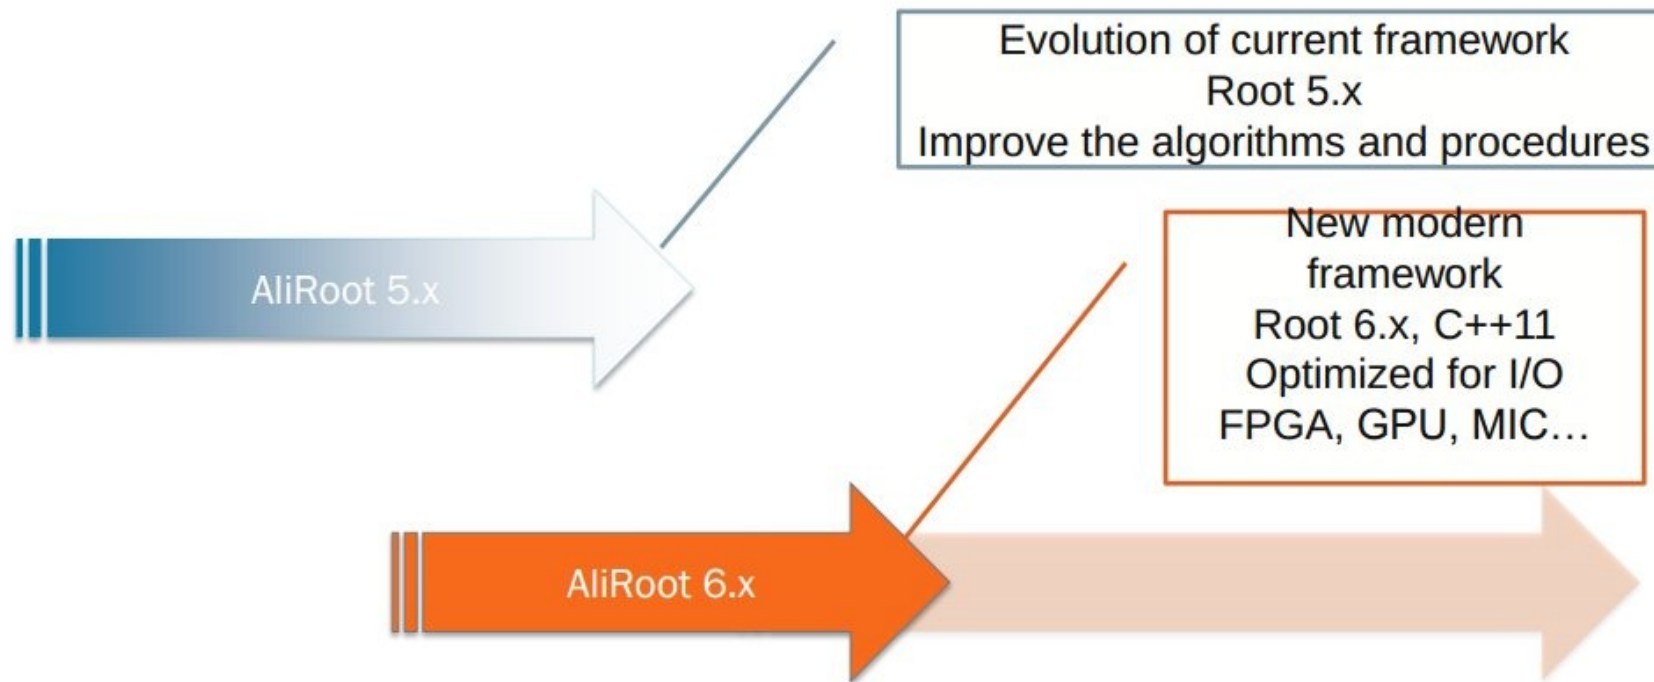 Evolution of current framework
Root 5.x
Improve the algorithms and procedures
AliRoot 5.x
New modern
framework
Root 6.x, C++11
Optimized for I/O
FPGA, GPU, MIC…
AliRoot 6.x